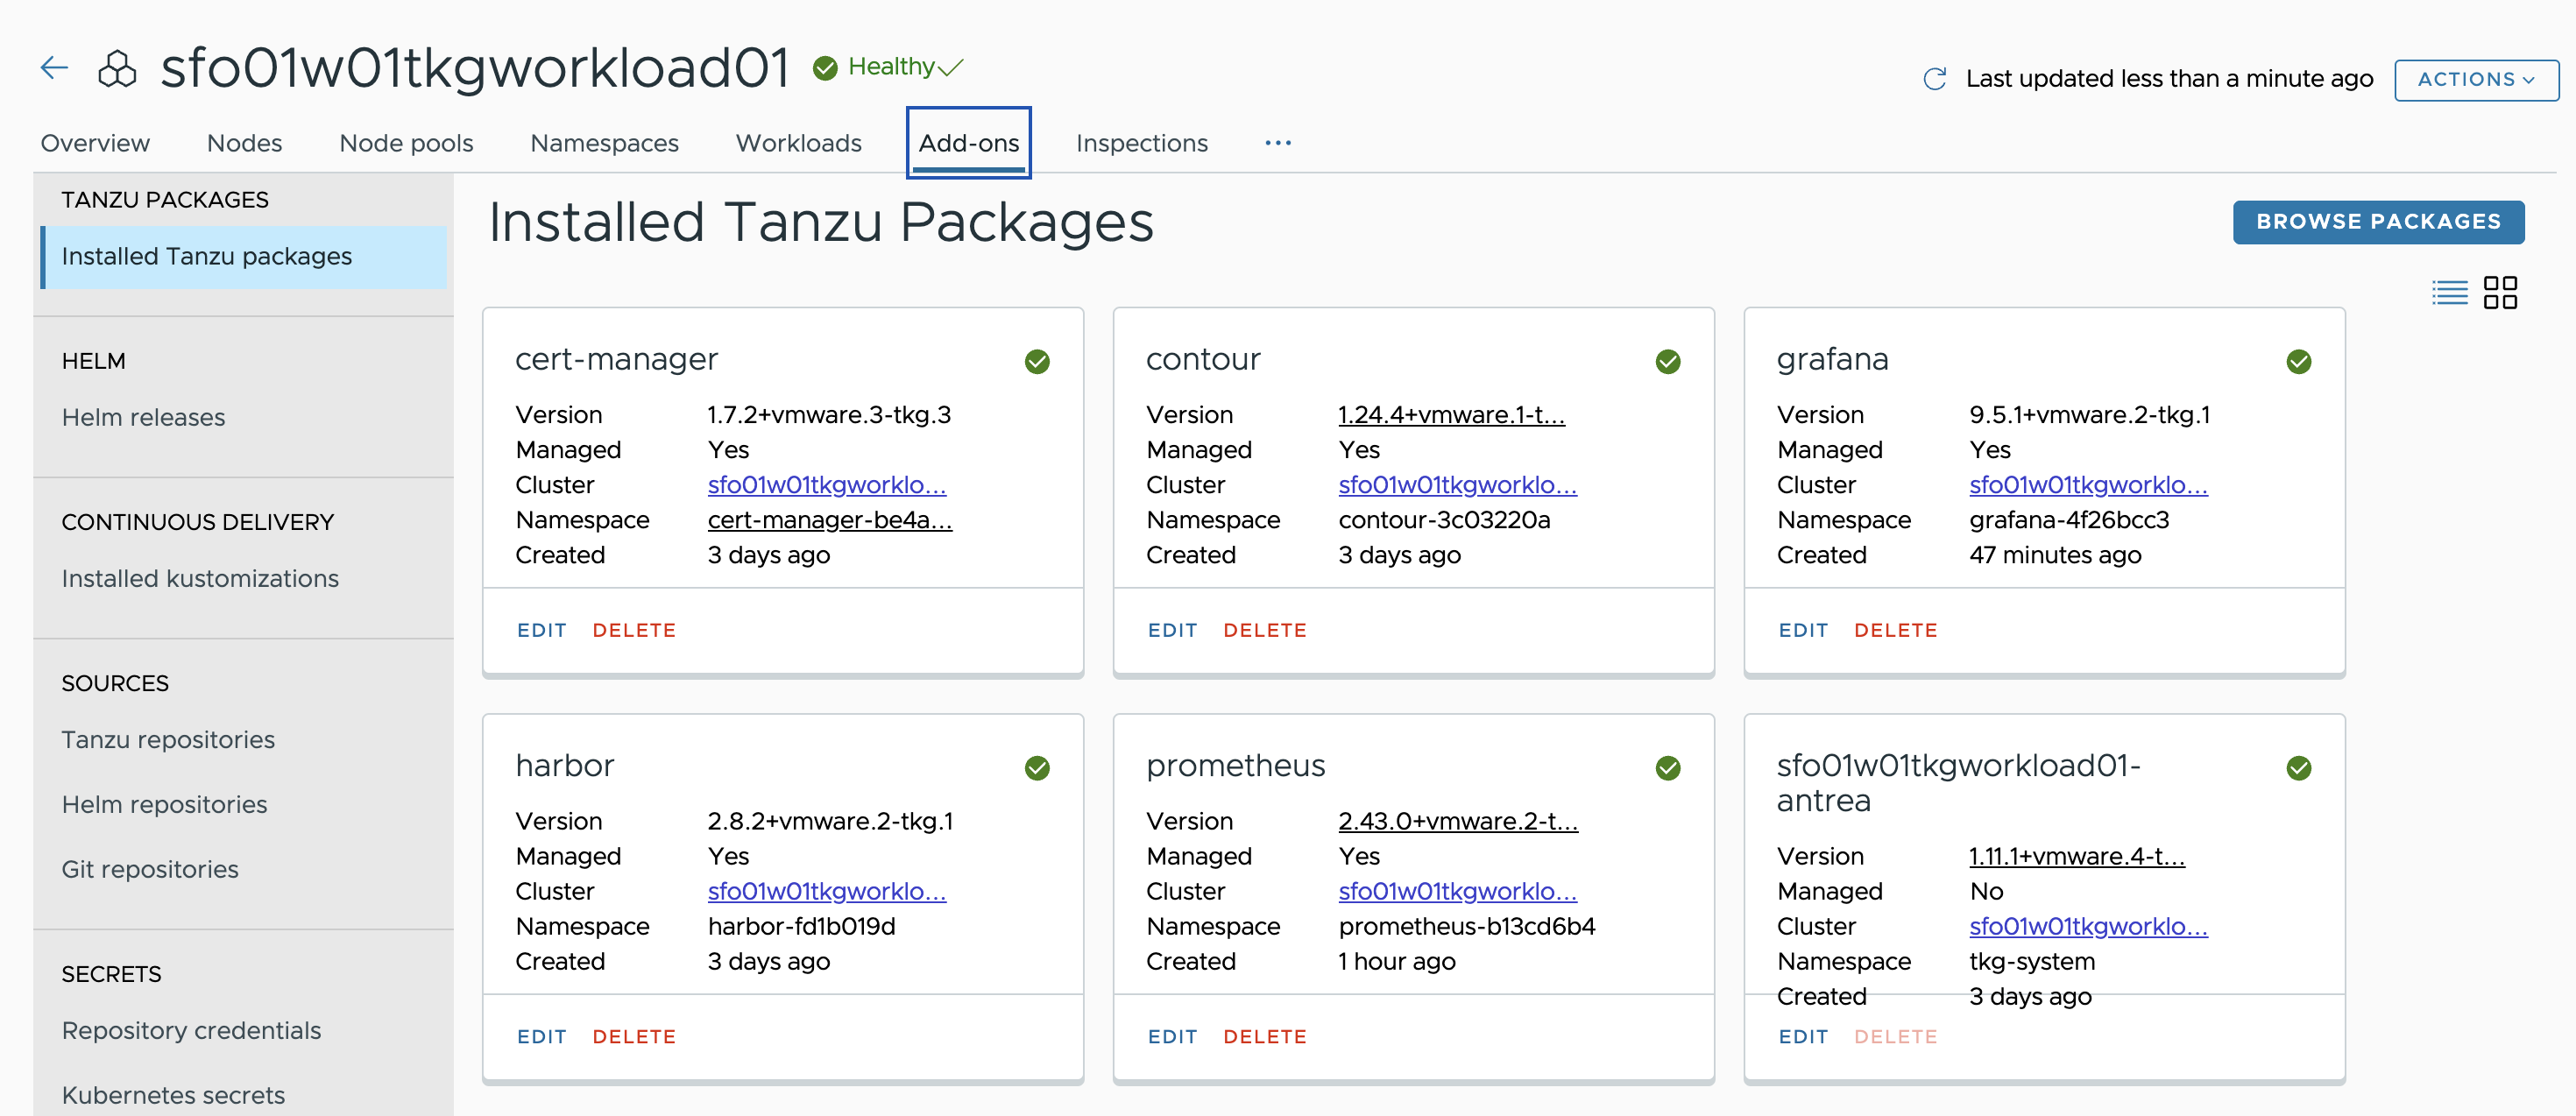 sfo01w01tkgworkload01 Healthy
Last updated less than a minute ago ACTIONS
Overview Nodes Node pools Namespaces Workloads Add-ons Inspections ...
TANZU PACKAGES
Installed Tanzu packages
HELM
Helm releases
CONTINUOUS DELIVERY
Installed kustomizations
SOURCES
Tanzu repositories
Helm repositories
Git repositories
SECRETS
Repository credentials
Kubernetes secrets
Installed Tanzu Packages
BROWSE PACKAGES
cert-manager
Version 1.7.2+vmware.3-tkg.3
Managed Yes
Cluster sfo01w01tkgworklo...
Namespace cert-manager-be4a...
Created 3 days ago
EDIT DELETE
contour
Version 1.24.4+vmware.1-t...
Managed Yes
Cluster sfo01w01tkgworklo...
Namespace contour-3c03220a
Created 3 days ago
EDIT DELETE
grafana
Version 9.5.1+vmware.2-tkg.1
Managed Yes
Cluster sfo01w01tkgworklo...
Namespace grafana-4f26bcc3
Created 47 minutes ago
EDIT DELETE
harbor
Version 2.8.2+vmware.2-tkg.1
Managed Yes
Cluster sfo01w01tkgworklo...
Namespace harbor-fd1b019d
Created 3 days ago
EDIT DELETE
prometheus
Version 2.43.0+vmware.2-t...
Managed Yes
Cluster sfo01w01tkgworklo...
Namespace prometheus-b13cd6b4
Created 1 hour ago
EDIT DELETE
sfo01w01tkgworkload01-
antrea
Version 1.11.1+vmware.4-t...
Managed No
Cluster sfo01w01tkgworklo...
Namespace tkg-system
Created 3 days ago
EDIT DELETE